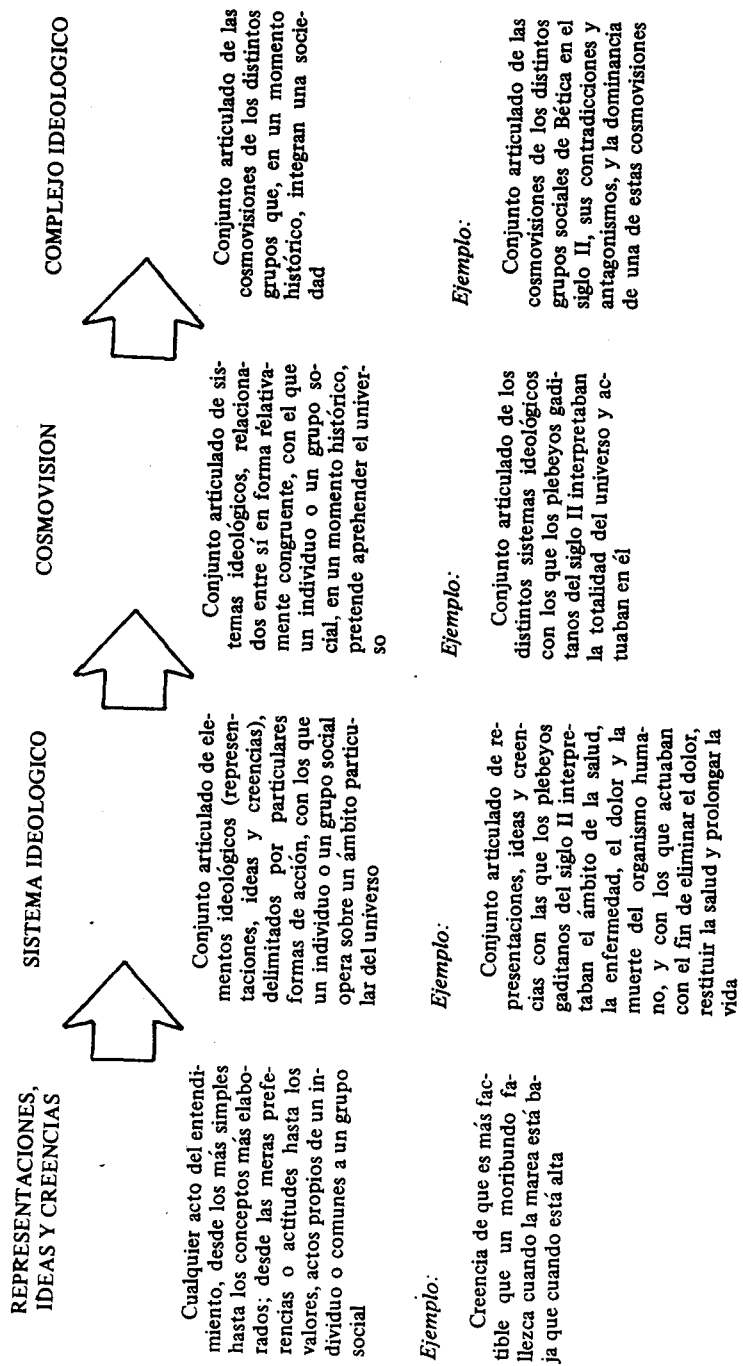 REPRESENTACIONES,
IDEAS Y CREENCIAS
Cualquier acto del entendi-
miento, desde los más simples
hasta los conceptos más elabo-
rados; desde las meras prefe-
rencias o actitudes hasta los
valores, actos propios de un in-
dividuo o comunes a un grupo
social
Ejemplo:
Creencia de que es más fac-
tible que un moribundo fa-
llezca cuando la marea está ba-
ja que cuando está alta
SISTEMA IDEOLOGICO
Conjunto articulado de ele-
mentos ideológicos (represen-
taciones, ideas y creencias),
delimitados por particulares
formas de acción, con los que
un individuo o un grupo social
opera sobre un ámbito particu-
lar del universo
Ejemplo:
Conjunto articulado de re-
presentaciones, ideas y creen-
cias con las que los plebeyos
gaditanos del siglo II interpre-
taban el ámbito de la salud,
la enfermedad, el dolor y la
muerte del organismo huma-
no, y con los que actuaban
con el fin de eliminar el dolor,
restituir la salud y prolongar la
vida
COSMOVISION
Conjunto articulado de sis-
temas ideológicos, relaciona-
dos entre sí en forma relativa-
mente congruente, con el que
un individuo o un grupo so-
cial, en un momento histórico,
pretende aprehender el univer-
so
Ejemplo:
Conjunto articulado de los
distintos sistemas ideológicos
con los que los plebeyos gadi-
tanos del siglo II interpretaban
la totalidad del universo y ac-
tuaban en él
COMPLEJO IDEOLOGICO
Conjunto articulado de las
cosmovisiones de los distintos
grupos que, en un momento
histórico, integran una socie-
dad
Ejemplo:
Conjunto articulado de las
cosmovisiones de los distintos
grupos sociales de Bética en el
siglo II, sus contradicciones y
antagonismos, y la dominancia
de una de estas cosmovisiones